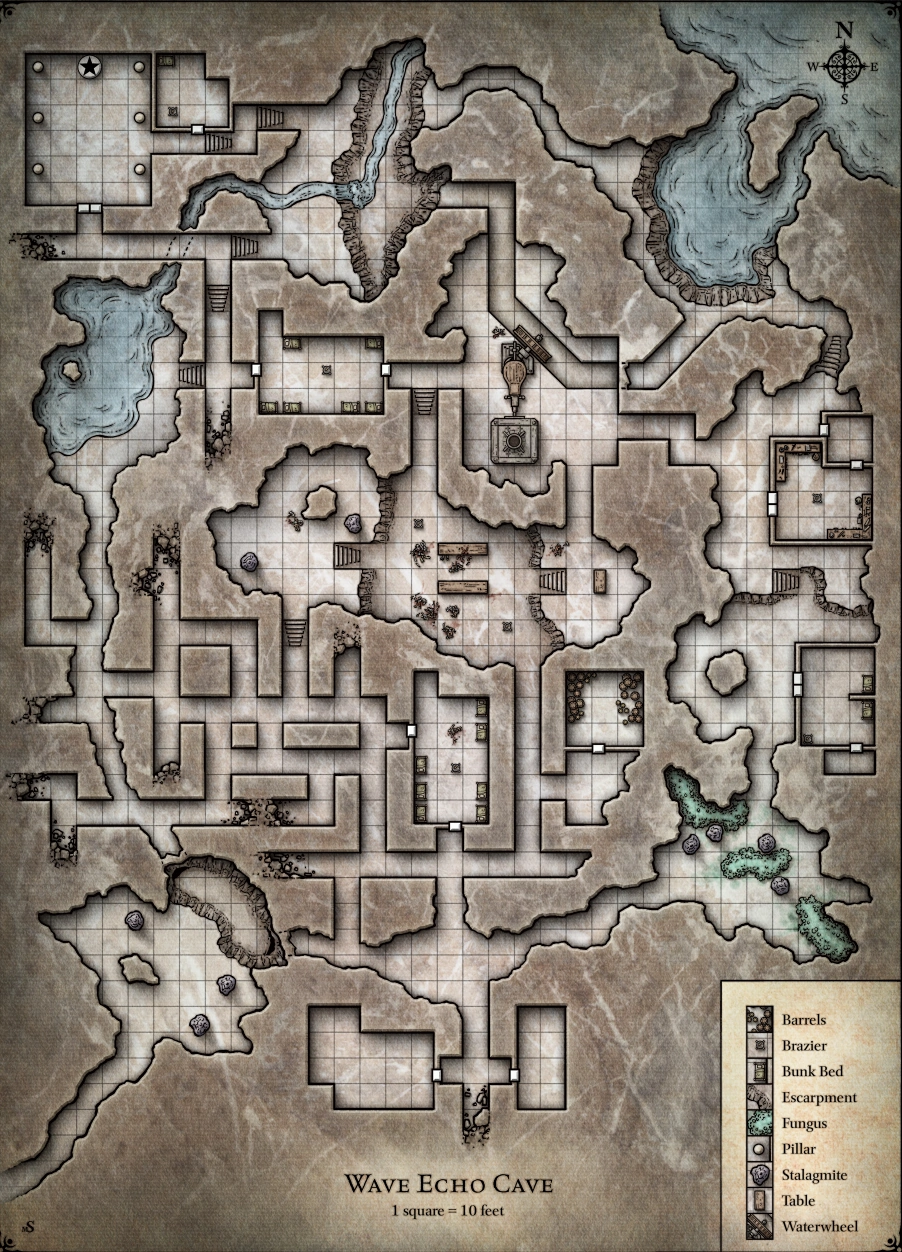 N
W E
S
Barrels
Brazier
Bunk Bed
Escarpment
Fungus
Pillar
Stalagmite
Table
Waterwheel
Wave Echo Cave
1 square = 10 feet